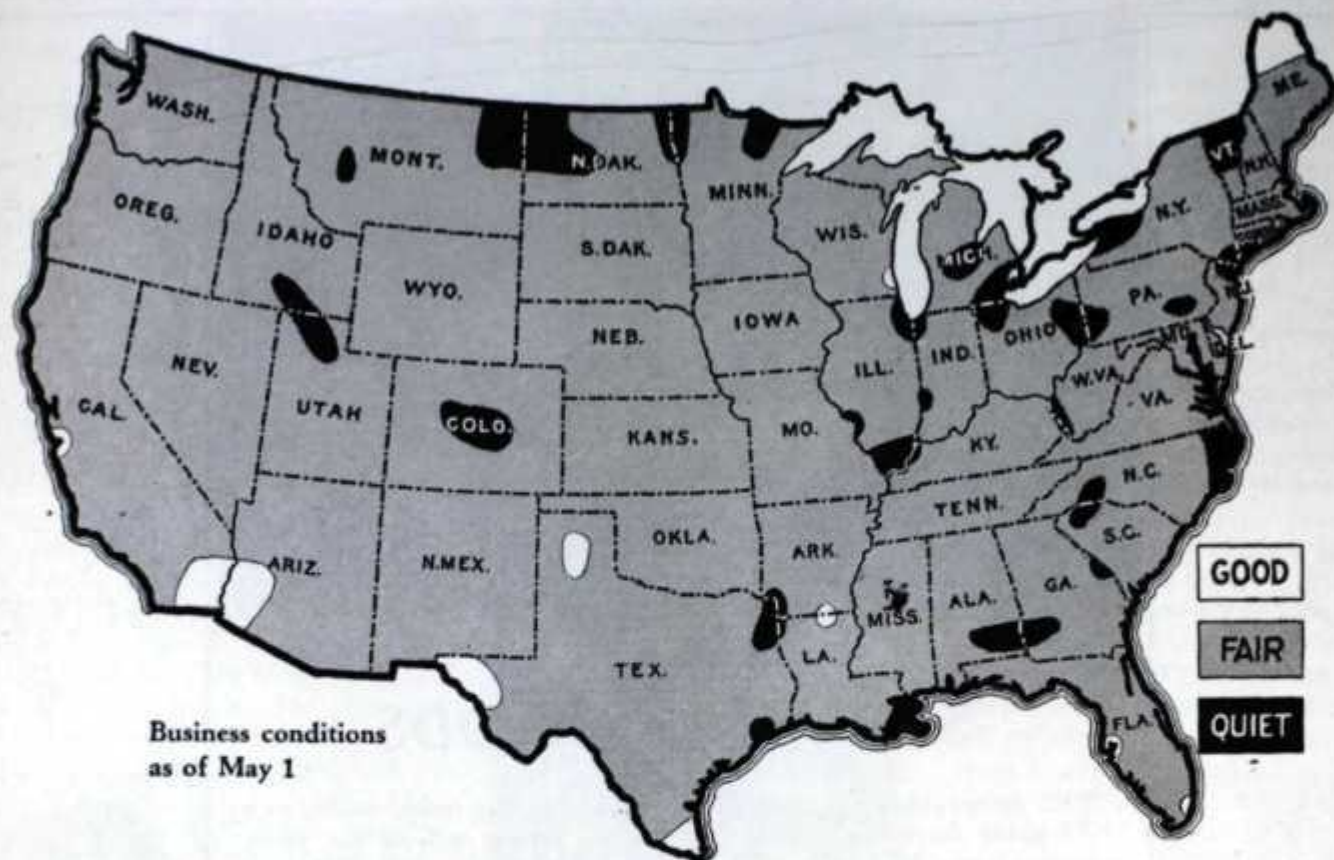 WASH.
MONT.
N.DAK.
MINN.
ME.
VT.
N.H.
OREG.
IDAHO
S.DAK.
WIS.
MICH.
N.Y.
MASS.
WYO.
IOWA
PA.
NEB.
ILL.
IND.
OHIO
NEV.
UTAH
COLO.
W.VA.
VA.
MD.
DEL.
CAL.
KANS.
MO.
KY.
N.C.
TENN.
ARIZ.
N.MEX.
OKLA.
ARK.
S.C.
MISS.
ALA.
GA.
TEX.
LA.
FLA.
GOOD
FAIR
QUIET
Business conditions
as of May 1